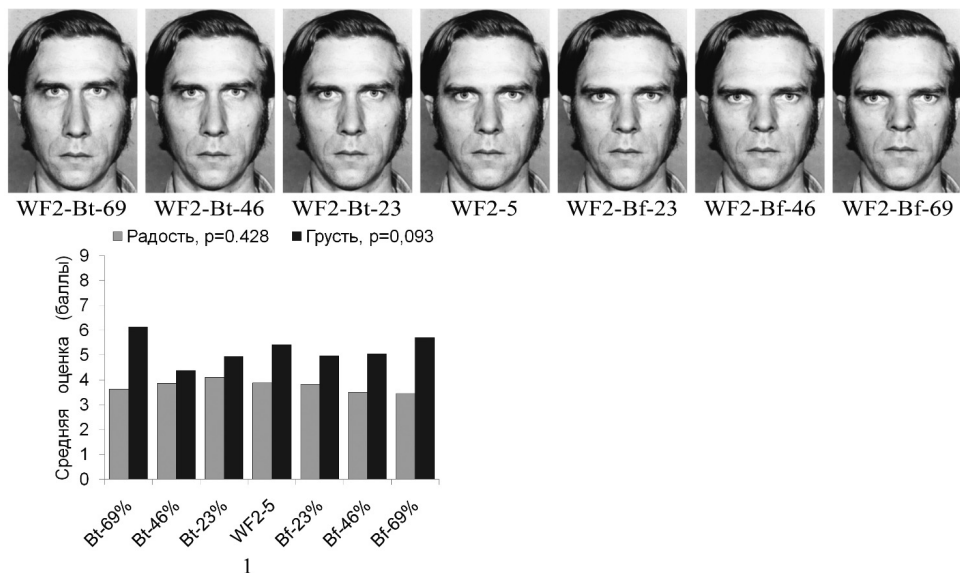 WF2-Bt-69 WF2-Bt-46 WF2-Bt-23 WF2-5 WF2-Bf-23 WF2-Bf-46 WF2-Bf-69
Радость, p=0.428 Грусть, p=0,093
Средняя оценка (баллы)
9
8
7
6
5
4
3
2
1
0
Bt-69% Bt-46% Bt-23% WF2-5 Bf-23% Bf-46% Bf-69%
1